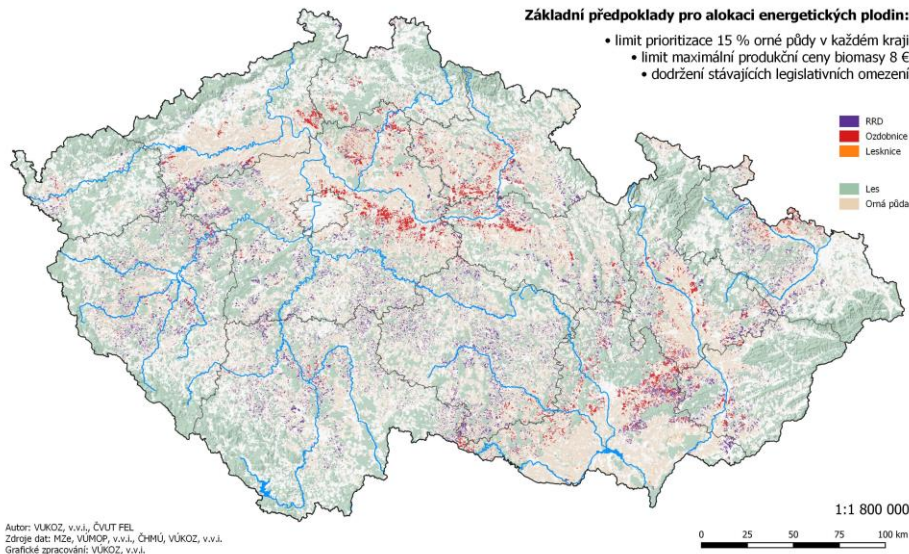 Základní předpoklady pro alokaci energetických plodin:
• limit prioritizace 15 % orné půdy v každém kraji
• limit maximální produkční ceny biomasy 8 €
• dodržení stávajících legislativních omezení
RRD
Ozdobnice
Lesknice
Les
Orná půda
1:1 800 000
0 25 50 75 100 km
Autor: VUKOZ, v.v.i., ČVUT FEL
Zdroje dat: MZe, VÚMOP, v.v.i., ČHMÚ, VÚKOZ, v.v.i.
Grafické zpracování: VÚKOZ, v.v.i.